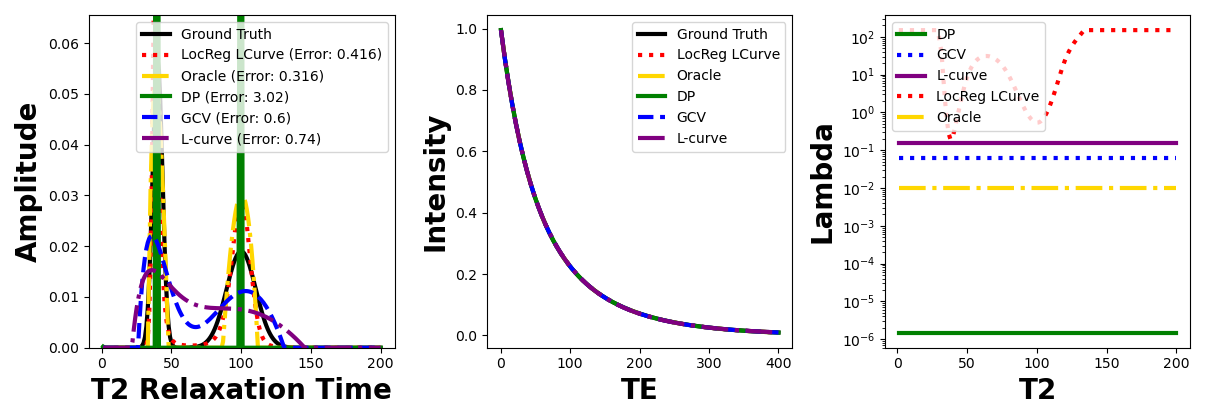 Amplitude
0.06
0.05
0.04
0.03
0.02
0.01
0.00
0 50 100 150 200
T2 Relaxation Time
Ground Truth
LocReg LCurve (Error: 0.416)
Oracle (Error: 0.316)
DP (Error: 3.02)
GCV (Error: 0.6)
L-curve (Error: 0.74)
Intensity
1.0
0.8
0.6
0.4
0.2
0.0
0 100 200 300 400
TE
Ground Truth
LocReg LCurve
Oracle
DP
GCV
L-curve
Lambda
10²
10¹
10⁰
10⁻¹
10⁻²
10⁻³
10⁻⁴
10⁻⁵
10⁻⁶
0 50 100 150 200
T2
DP
GCV
L-curve
LocReg LCurve
Oracle